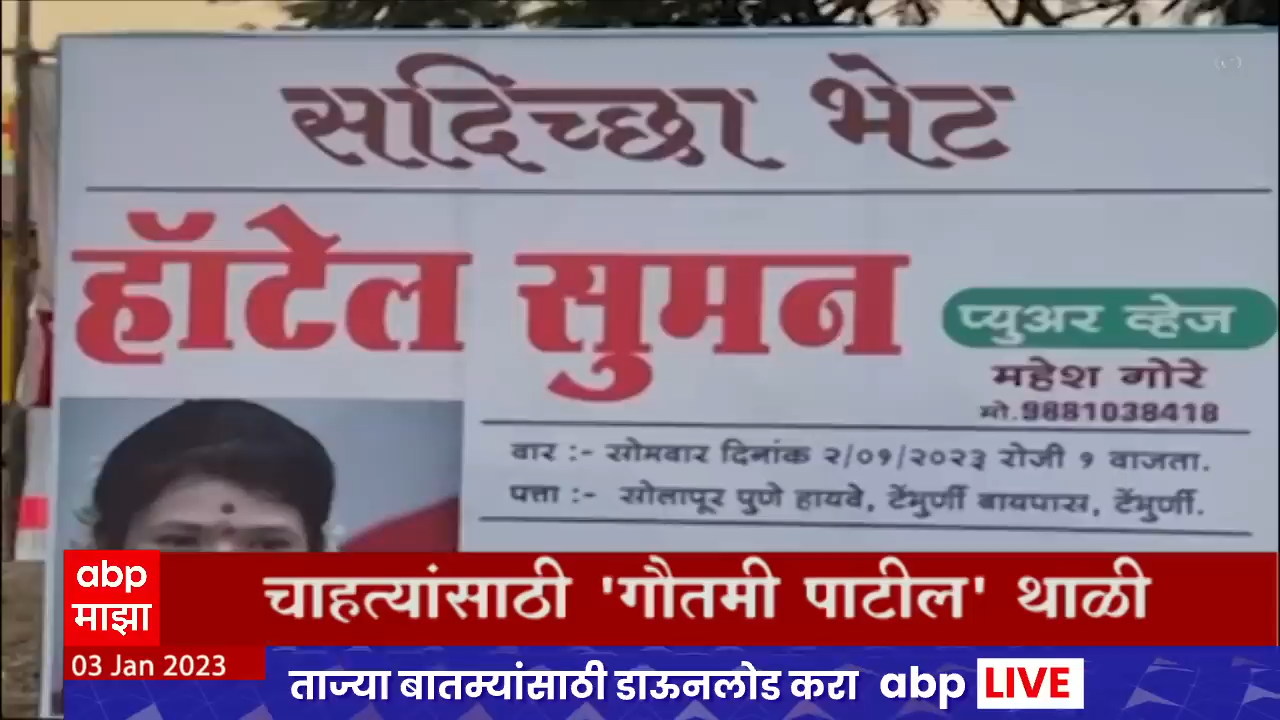 सदिच्छा भेट
हॉटेल सुमन
प्युअर व्हेज
महेश गोरे
मो.9881038418
वार :- सोमवार दिनांक २/०१/२०२३ रोजी १ वाजता.
पत्ता :- सोलापूर पुणे हायवे, टेंभुर्णी बायपास, टेंभुर्णी.
abp माझा
चाहत्यांसाठी 'गौतमी पाटील' थाळी
03 Jan 2023
ताज्या बातम्यांसाठी डाऊनलोड करा abp LIVE